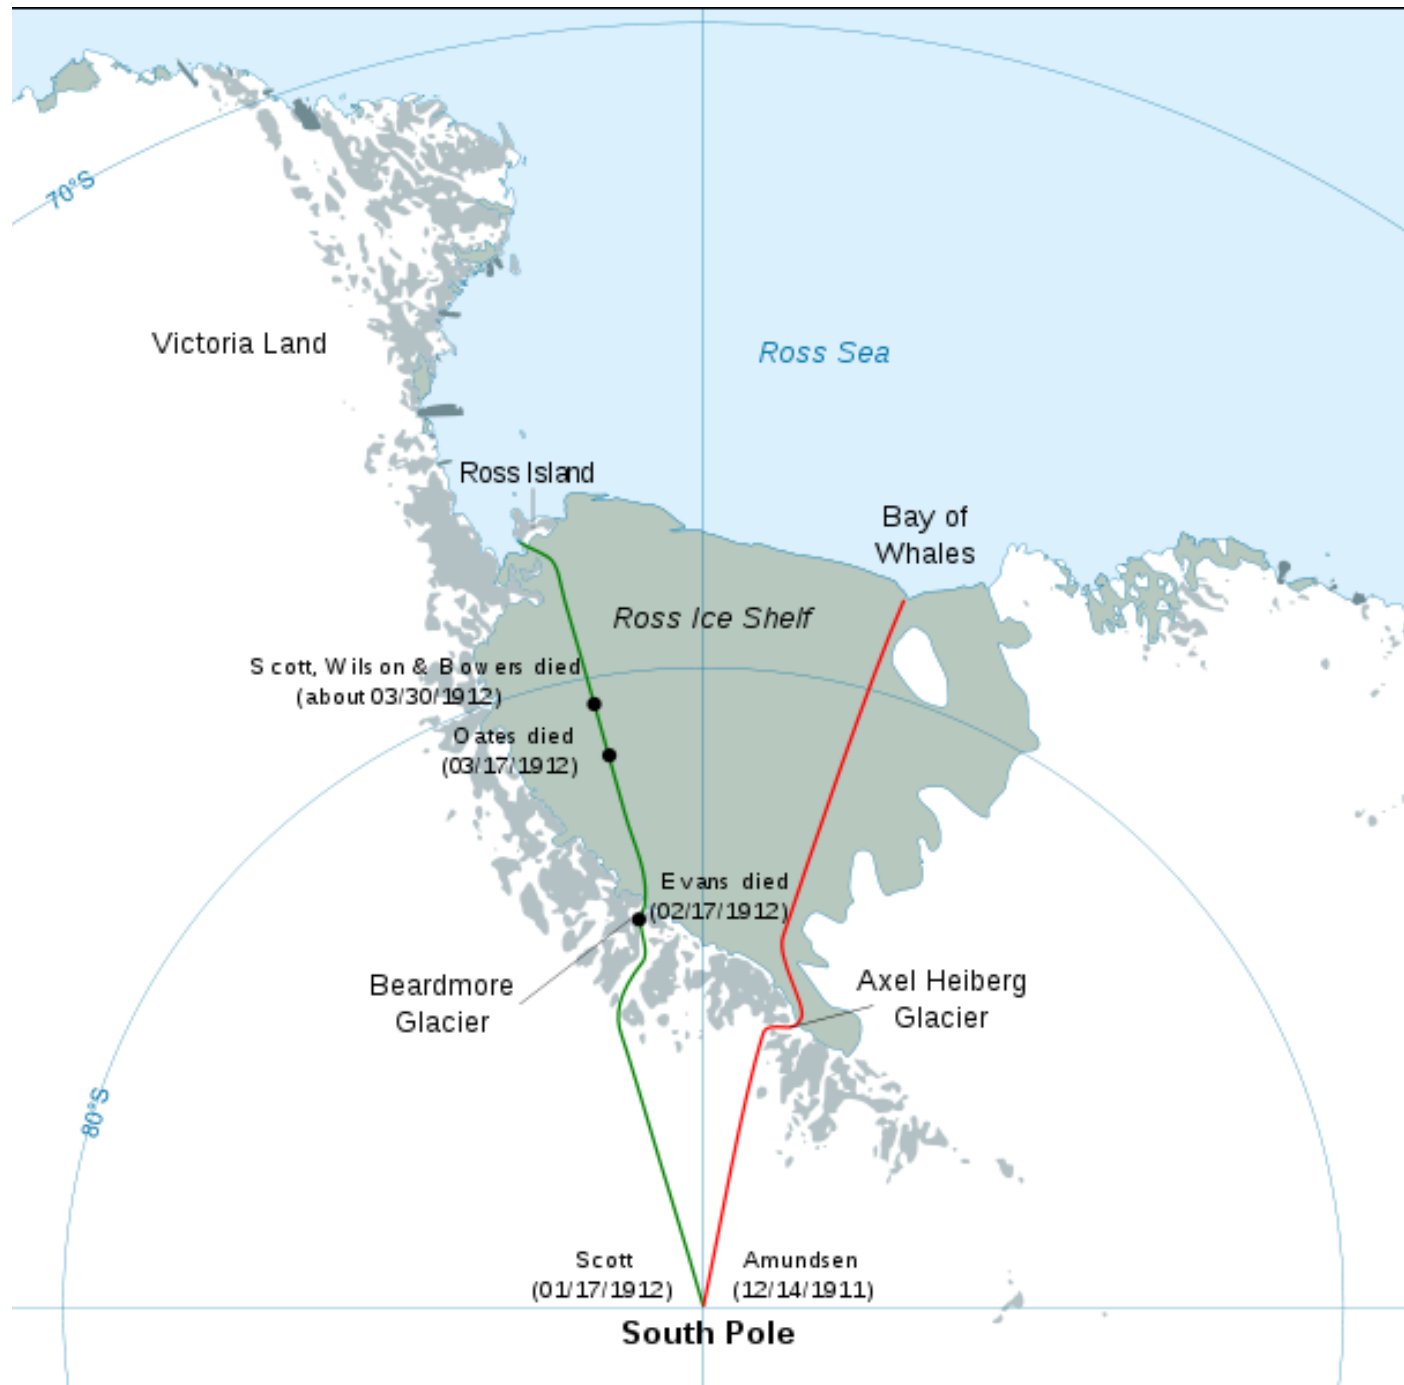 70°S
Victoria Land
Ross Sea
Ross Island
Bay of
Whales
Ross Ice Shelf
Scott, Wilson & Bowers died
(about 03/30/1912)
Oates died
(03/17/1912)
Evans died
(02/17/1912)
Beardmore
Glacier
Axel Heiberg
Glacier
80°S
Scott
(01/17/1912)
Amundsen
(12/14/1911)
South Pole